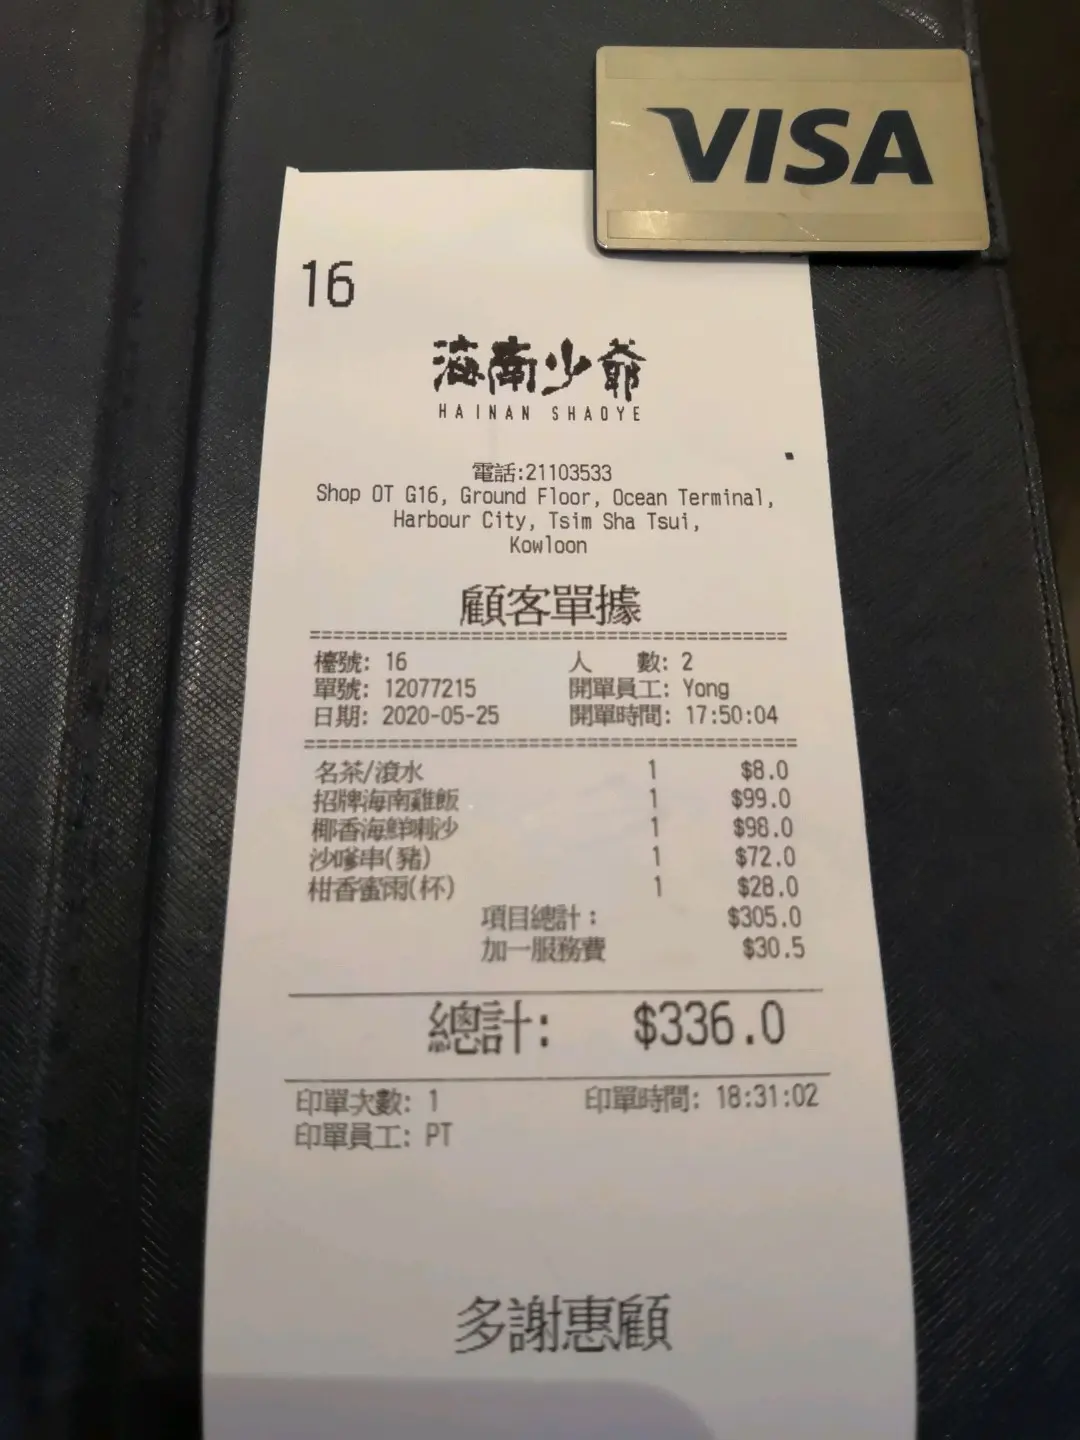 VISA
16
海南少爺
HAINAN SHAOYE
電話:21103533
Shop OT G16, Ground Floor, Ocean Terminal,
Harbour City, Tsim Sha Tsui,
Kowloon
顧客單據
檯號: 16 人 數: 2
單號: 12077215 開單員工: Yong
日期: 2020-05-25 開單時間: 17:50:04
名茶/滾水 1 $8.0
招牌海南雞飯 1 $99.0
椰香海鮮喇沙 1 $98.0
沙嗲串(豬) 1 $72.0
柑香蜜雨(杯) 1 $28.0
項目總計: $305.0
加一服務費 $30.5
總計: $336.0
印單次數: 1 印單時間: 18:31:02
印單員工: PT
多謝惠顧